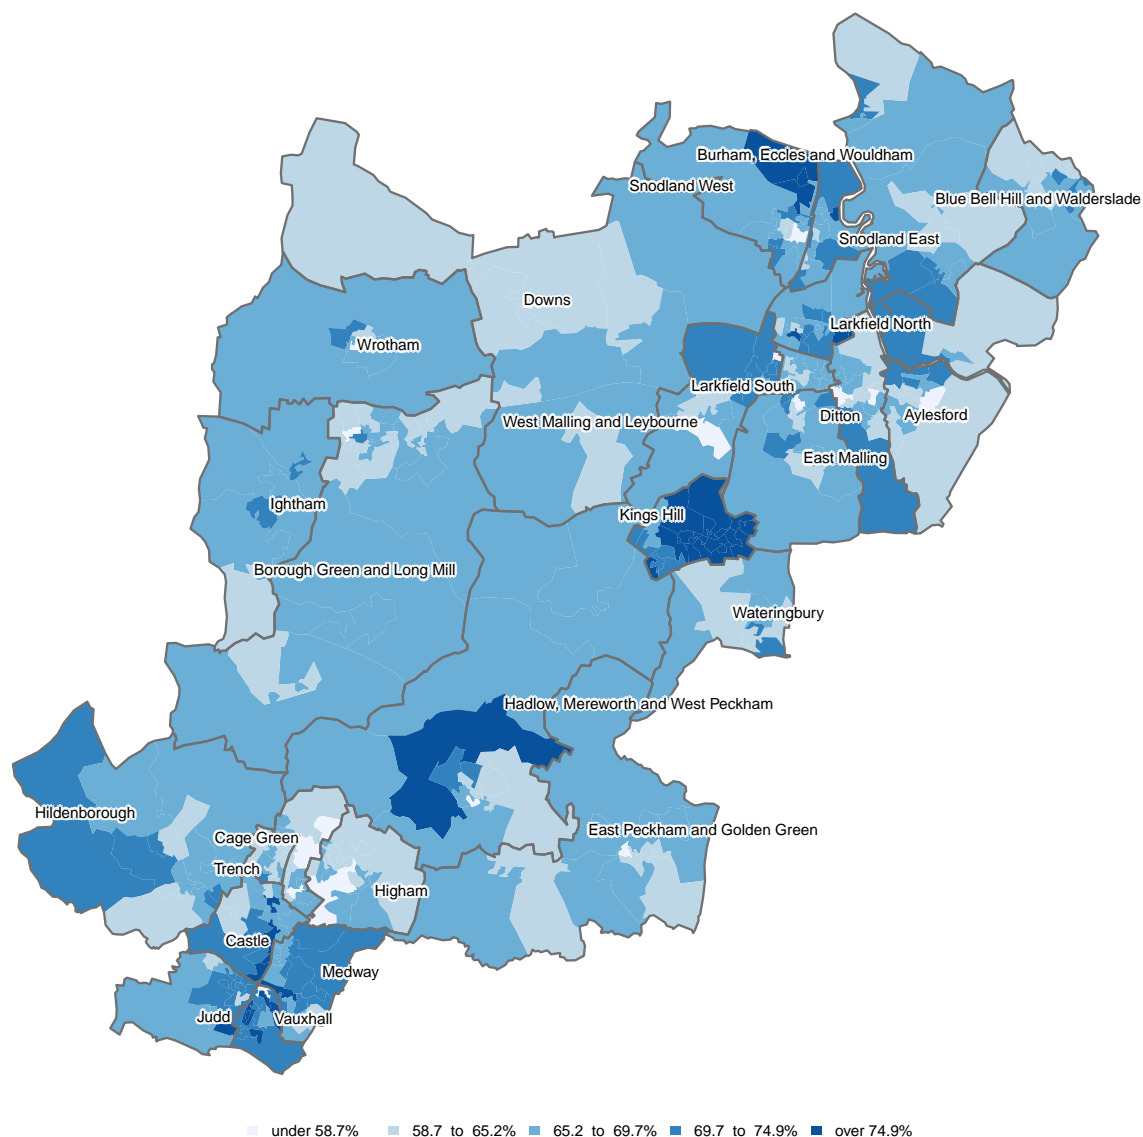 Burham, Eccles and Wouldham
Snodland West
Blue Bell Hill and Walderslade
Snodland East
Downs
Larkfield North
Wrotham
Larkfield South
West Malling and Leybourne
Ditton
Aylesford
East Malling
Ightham
Kings Hill
Borough Green and Long Mill
Wateringbury
Hadlow, Mereworth and West Peckham
Hildenborough
East Peckham and Golden Green
Cage Green
Trench
Higham
Castle
Medway
Judd
Vauxhall
under 58.7% 58.7 to 65.2% 65.2 to 69.7% 69.7 to 74.9% over 74.9%